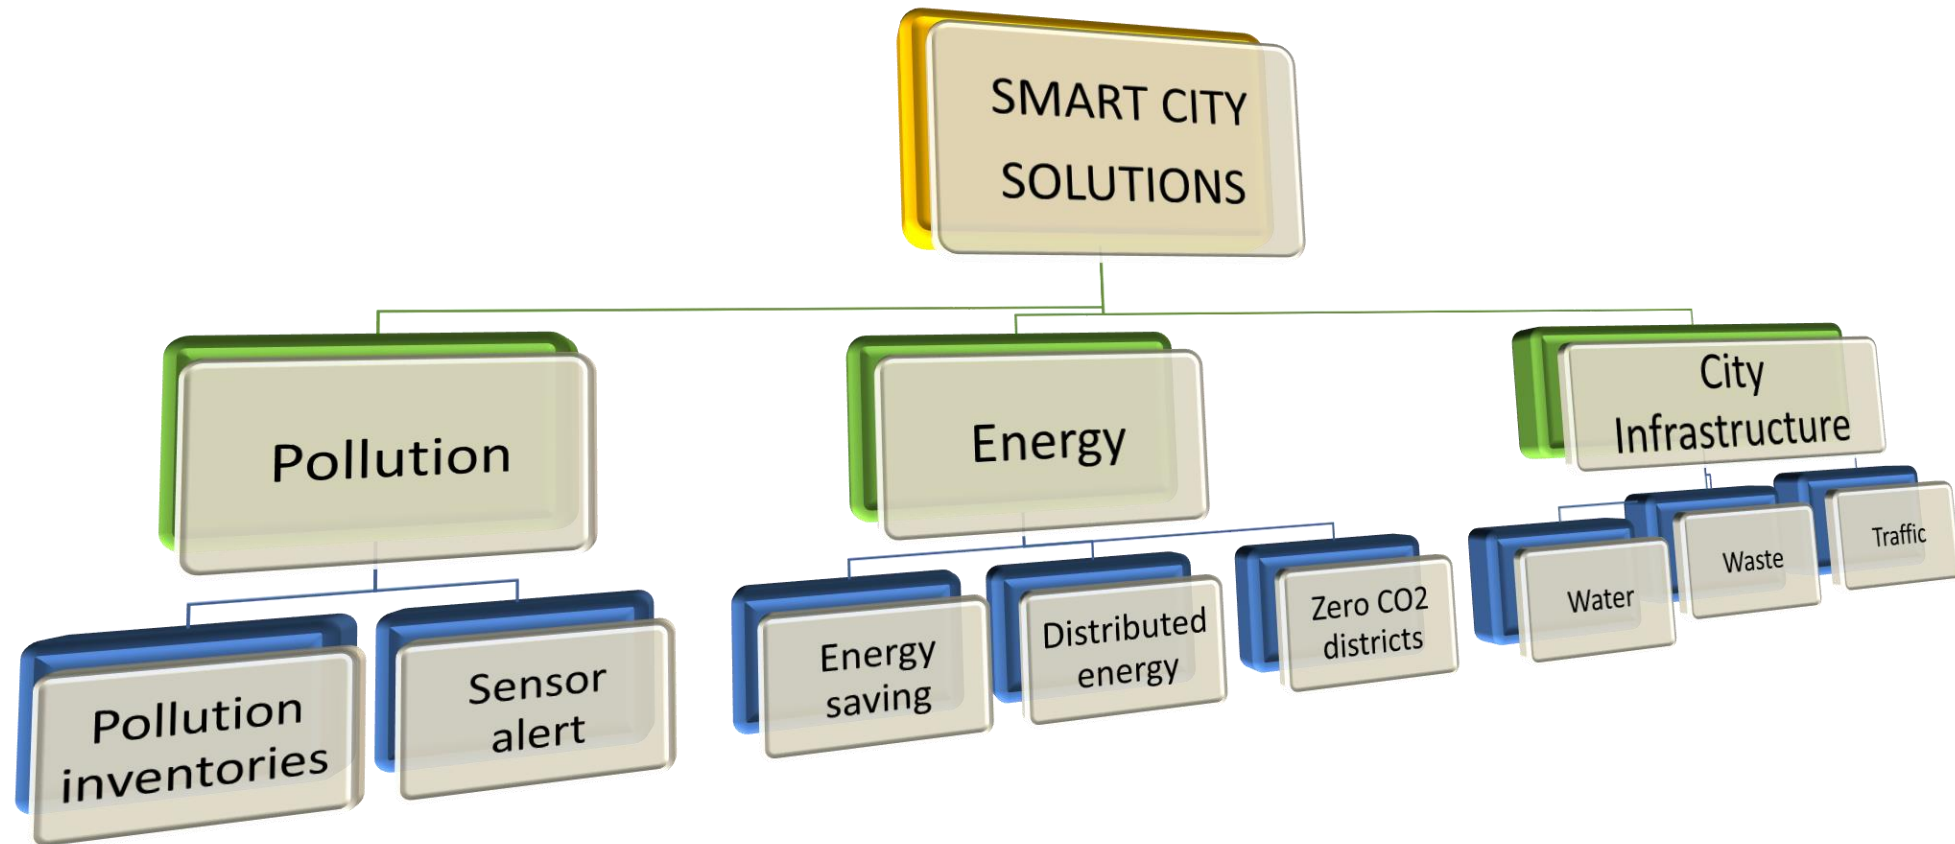 SMART CITY
SOLUTIONS
Pollution
Energy
City
Infrastructure
Pollution
inventories
Sensor
alert
Energy
saving
Distributed
energy
Zero CO2
districts
Water
Waste
Traffic